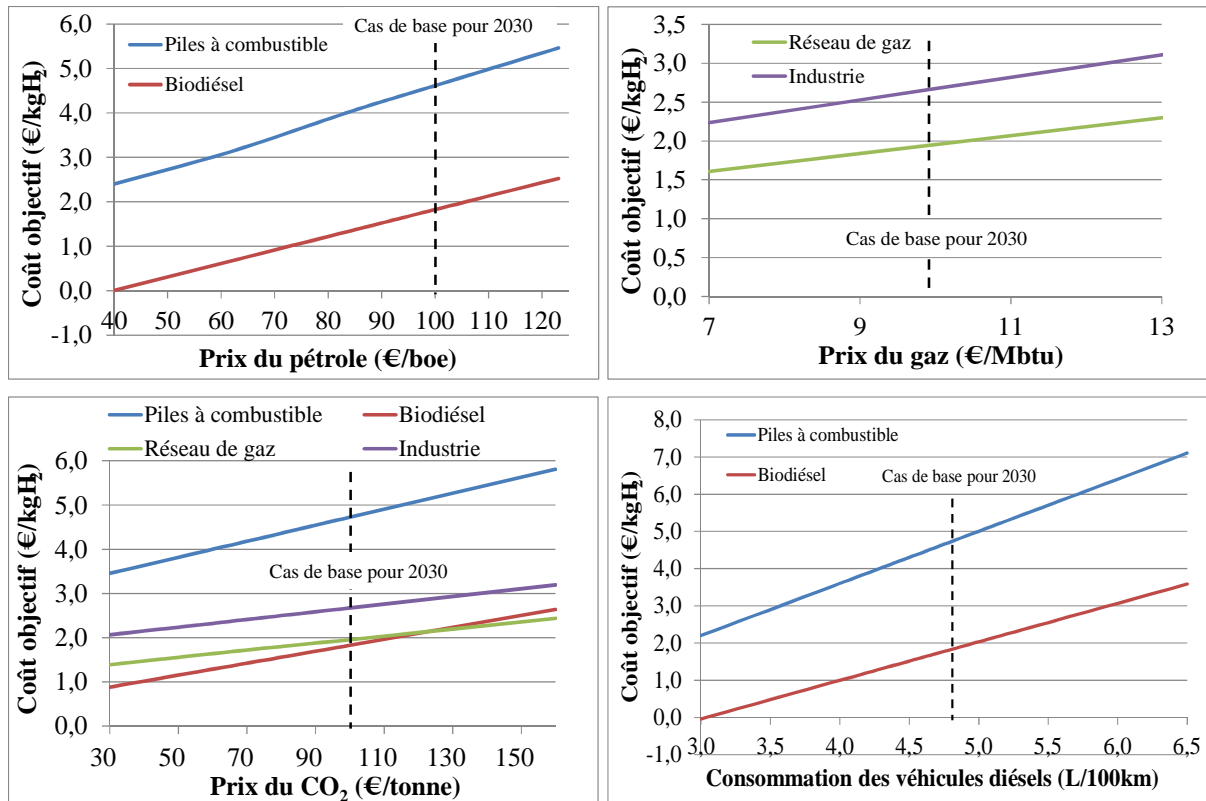 Cas de base pour 2030
Piles à combustible
Biodiésel
Coût objectif (€/kgH₂)
6,0
5,0
4,0
3,0
2,0
1,0
0,0
-1,0
40 50 60 70 80 90 100 110 120
Prix du pétrole (€/boe)
Réseau de gaz
Industrie
Coût objectif (€/kgH₂)
3,5
3,0
2,5
2,0
1,5
1,0
0,5
0,0
Cas de base pour 2030
7 9 11 13
Prix du gaz (€/Mbtu)
Piles à combustible Biodiésel
Réseau de gaz Industrie
Coût objectif (€/kgH₂)
6,0
5,0
4,0
3,0
2,0
1,0
0,0
Cas de base pour 2030
30 50 70 90 110 130 150
Prix du CO₂ (€/tonne)
Piles à combustible
Biodiésel
Cas de base pour 2030
Coût objectif (€/kgH₂)
8,0
7,0
6,0
5,0
4,0
3,0
2,0
1,0
0,0
-1,0
3,0 3,5 4,0 4,5 5,0 5,5 6,0 6,5
Consommation des véhicules diésels (L/100km)